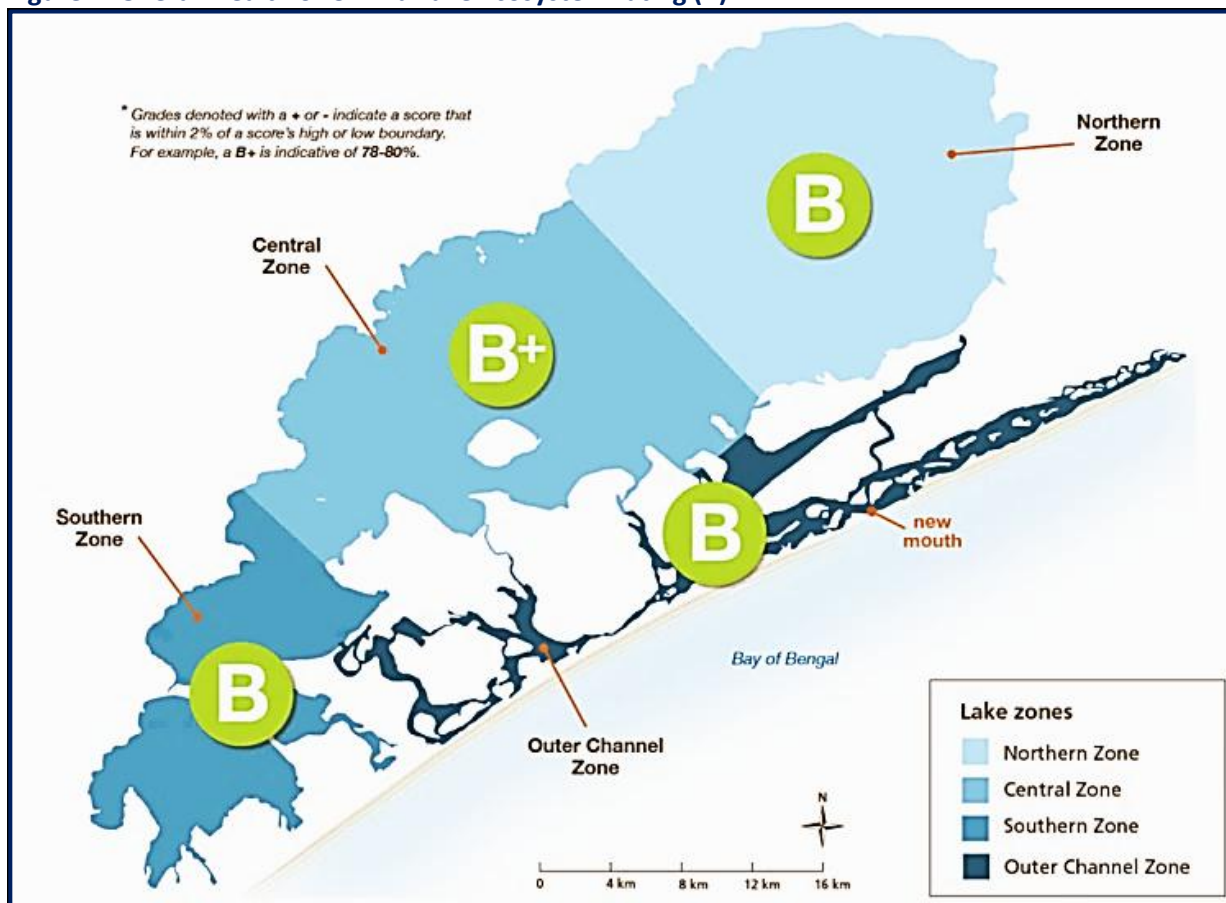 * Grades denoted with a + or - indicate a score that
is within 2% of a score's high or low boundary.
For example, a B+ is indicative of 78-80%.
Northern
Zone
B
Central
Zone
B+
Southern
Zone
B
new
mouth
B
Bay of Bengal
Outer Channel
Zone
Lake zones
Northern Zone
Central Zone
Southern Zone
Outer Channel Zone
N
0 4 km 8 km 12 km 16 km